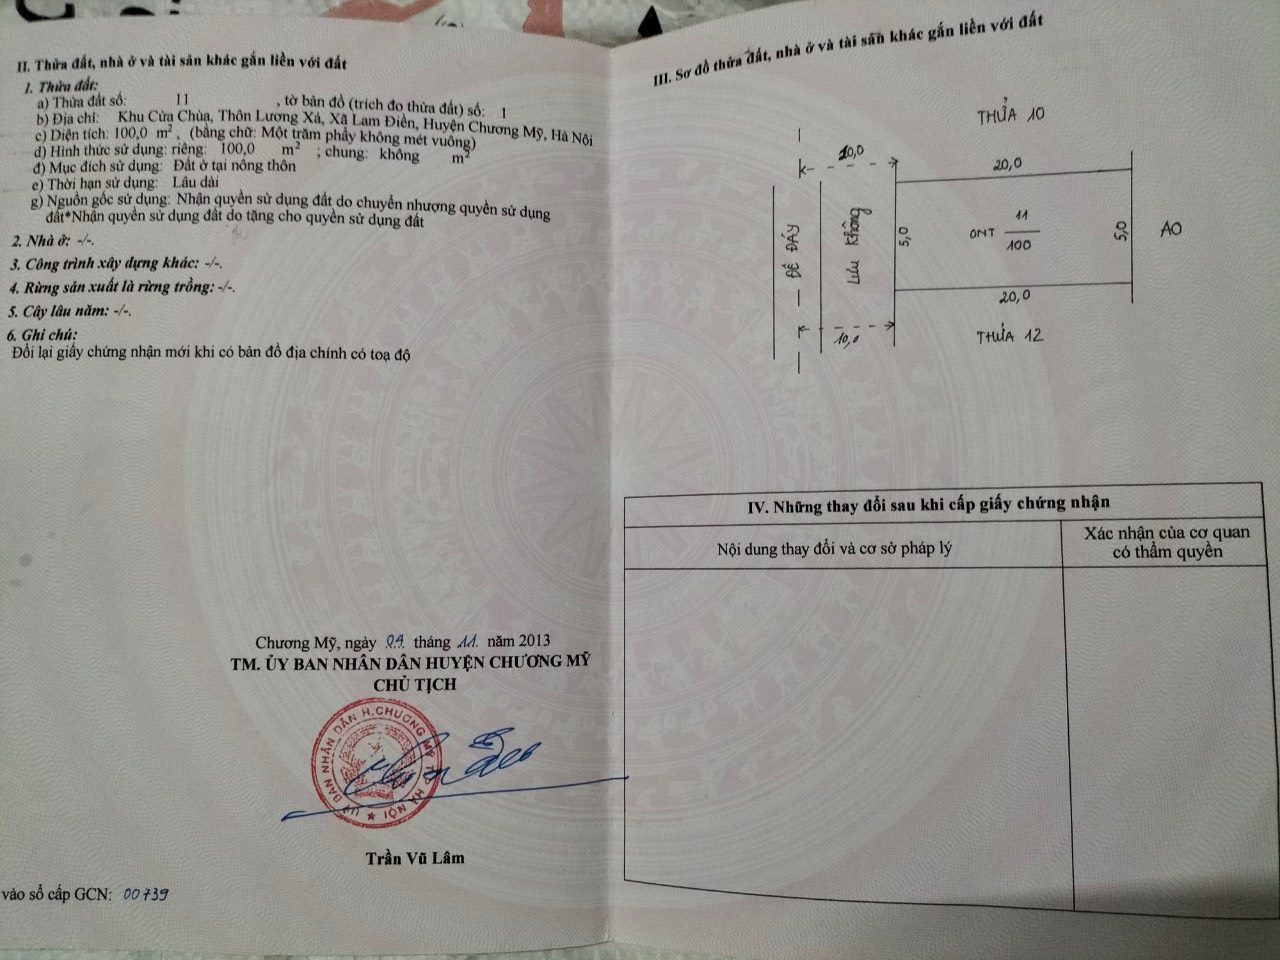 II. Thửa đất, nhà ở và tài sản khác gắn liền với đất
1. Thửa đất:
a) Thửa đất số: 11 , tờ bản đồ (trích đo thửa đất) số: 1
b) Địa chỉ: Khu Cửa Chùa, Thôn Lương Xá, Xã Lam Điền, Huyện Chương Mỹ, Hà Nội
c) Diện tích: 100,0 m², (bằng chữ: Một trăm phẩy không mét vuông)
d) Hình thức sử dụng: riêng: 100,0 m² ; chung: không m²
đ) Mục đích sử dụng: Đất ở tại nông thôn
e) Thời hạn sử dụng: Lâu dài
g) Nguồn gốc sử dụng: Nhận quyền sử dụng đất do chuyển nhượng quyền sử dụng
đất*Nhận quyền sử dụng đất do tặng cho quyền sử dụng đất
2. Nhà ở: -/-.
3. Công trình xây dựng khác: -/-.
4. Rừng sản xuất là rừng trồng: -/-.
5. Cây lâu năm: -/-.
6. Ghi chú:
Đổi lại giấy chứng nhận mới khi có bản đồ địa chính có toạ độ
Chương Mỹ, ngày 04 tháng 11 năm 2013
TM. ỦY BAN NHÂN DÂN HUYỆN CHƯƠNG MỸ
CHỦ TỊCH
ỦY BAN NHÂN DÂN H.CHƯƠNG MỸ T.P HÀ NỘI
Trần Vũ Lâm
vào sổ cấp GCN: 00739
III. Sơ đồ thửa đất, nhà ở và tài sản khác gắn liền với đất
THỬA 10
10,0
20,0
ĐÊ ĐÁY
LƯU KHÔNG
5,0
ONT
11
100
5,0
AO
20,0
10,0
THỬA 12
IV. Những thay đổi sau khi cấp giấy chứng nhận
Nội dung thay đổi và cơ sở pháp lý
Xác nhận của cơ quan
có thẩm quyền